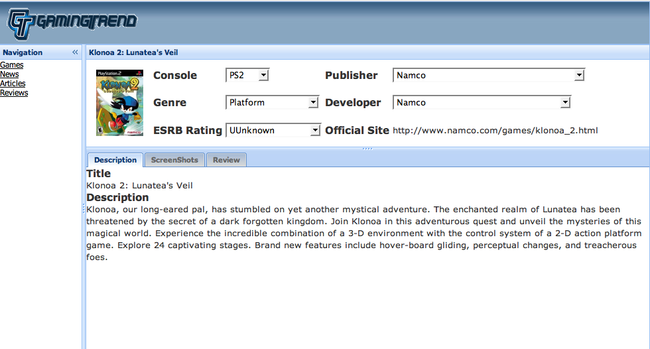 GT GAMINGTREND
Navigation «
Klonoa 2: Lunatea's Veil
Games
News
Articles
Reviews
PlayStation 2
Klonoa 2
Console PS2 Publisher Namco
Genre Platform Developer Namco
ESRB Rating UUnknown Official Site http://www.namco.com/games/klonoa_2.html
Description ScreenShots Review
Title
Klonoa 2: Lunatea's Veil
Description
Klonoa, our long-eared pal, has stumbled on yet another mystical adventure. The enchanted realm of Lunatea has been
threatened by the secret of a dark forgotten kingdom. Join Klonoa in this adventurous quest and unveil the mysteries of this
magical world. Experience the incredible combination of a 3-D environment with the control system of a 2-D action platform
game. Explore 24 captivating stages. Brand new features include hover-board gliding, perceptual changes, and treacherous
foes.